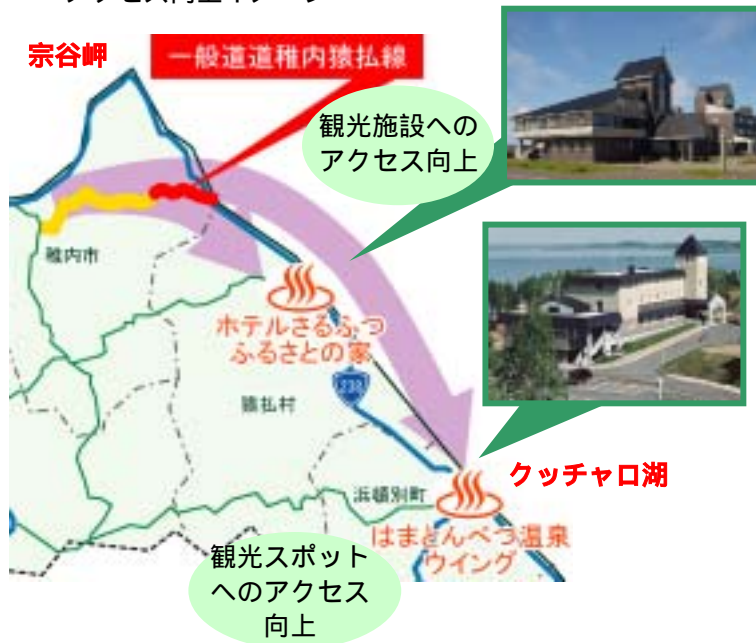 宗谷岬
一般道道稚内猿払線
観光施設への
アクセス向上
稚内市
ホテルさるふつ
ふるさとの家
238
猿払村
クッチャロ湖
浜頓別町
はまとんべつ温泉
ウイング
観光スポット
へのアクセス
向上